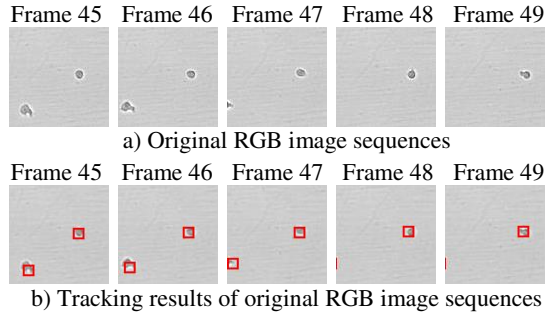 Frame 45 Frame 46 Frame 47 Frame 48 Frame 49
a) Original RGB image sequences
Frame 45 Frame 46 Frame 47 Frame 48 Frame 49
b) Tracking results of original RGB image sequences